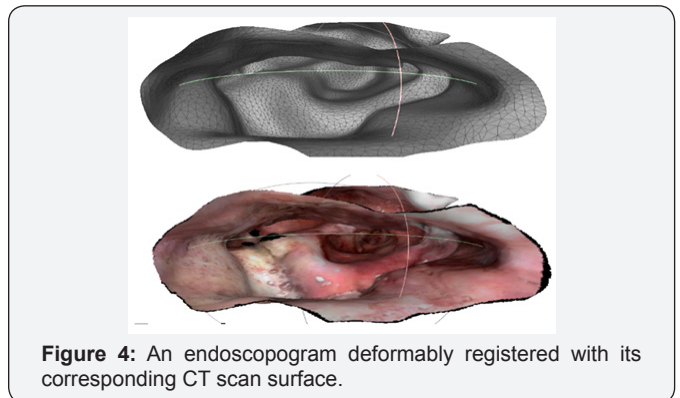 Figure 4: An endoscopogram deformably registered with its
corresponding CT scan surface.